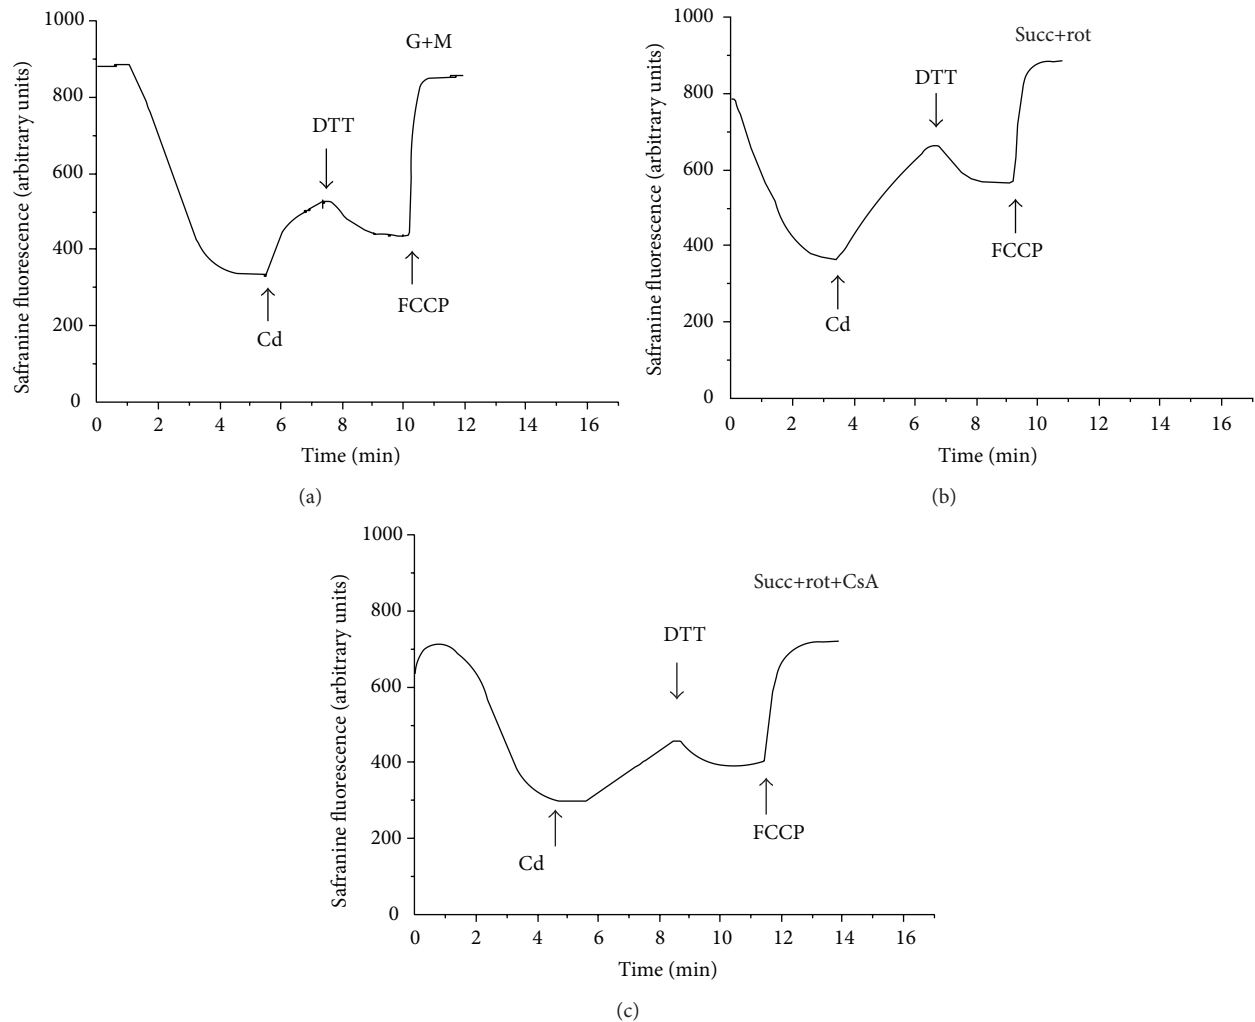 1000
800
600
400
200
0
Safranine fluorescence (arbitrary units)
G+M
DTT
Cd
FCCP
0 2 4 6 8 10 12 14 16
Time (min)
(a)
1000
800
600
400
200
0
Safranine fluorescence (arbitrary units)
Succ+rot
DTT
Cd
FCCP
0 2 4 6 8 10 12 14 16
Time (min)
(b)
1000
800
600
400
200
0
Safranine fluorescence (arbitrary units)
Succ+rot+CsA
DTT
Cd
FCCP
0 2 4 6 8 10 12 14 16
Time (min)
(c)